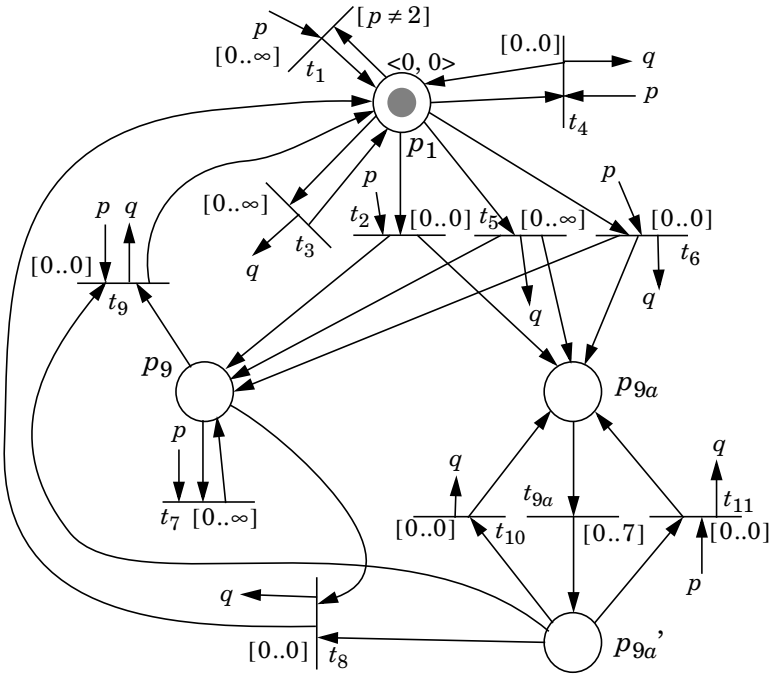 p [p ≠ 2]
[0..∞] t1 <0, 0> [0..0] q
p
p1 t4
[0..∞] t3 q
p t2 [0..0] t5 [0..∞] p [0..0] t6
q q
p q
[0..0] t9
p9 p9a
p
t7 [0..∞]
q t9a q t11
[0..0] t10 [0..7] [0..0]
p
q
[0..0] t8 p9a’